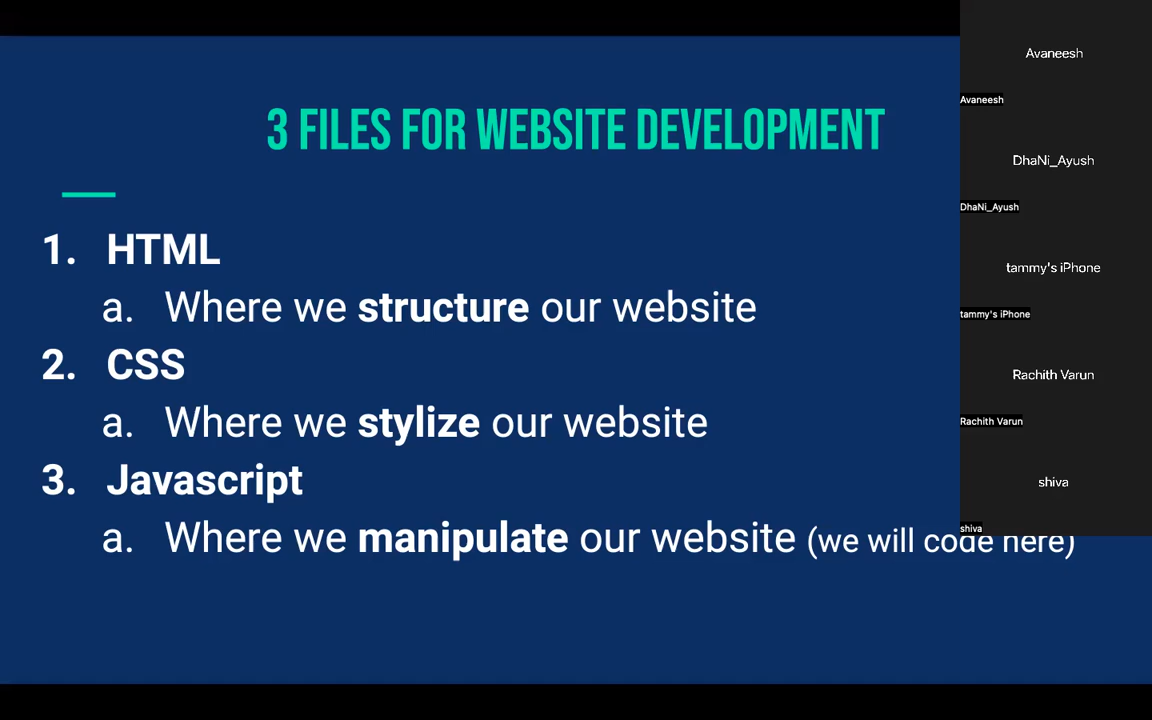 3 FILES FOR WEBSITE DEVELOPMENT
1. HTML
a. Where we structure our website
2. CSS
a. Where we stylize our website
3. Javascript
a. Where we manipulate our website (we will code here)
Avaneesh
Avaneesh
DhaNi_Ayush
DhaNi_Ayush
tammy's iPhone
tammy's iPhone
Rachith Varun
Rachith Varun
shiva
shiva